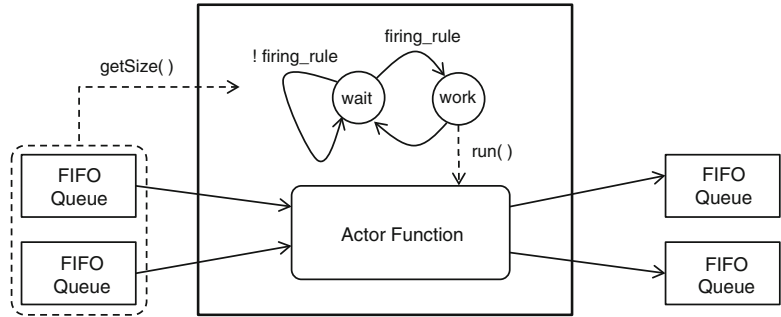 firing_rule
! firing_rule
getSize( )
wait
work
run( )
FIFO
Queue
FIFO
Queue
Actor Function
FIFO
Queue
FIFO
Queue